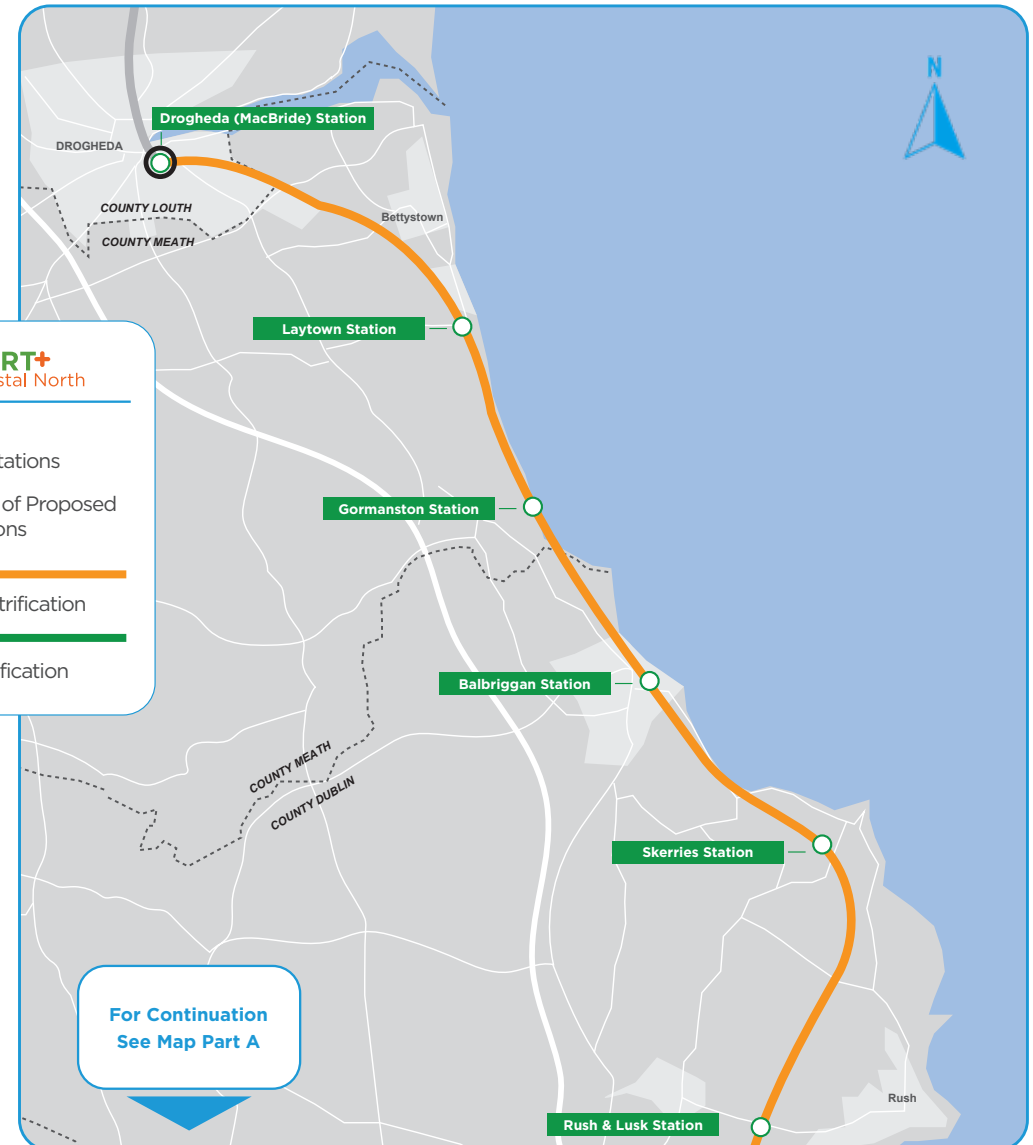 N
Drogheda (MacBride) Station
DROGHEDA
COUNTY LOUTH
COUNTY MEATH
Bettystown
Laytown Station
RT+
stal North
tations
of Proposed
ons
trification
fication
Gormanston Station
Balbriggan Station
COUNTY MEATH
COUNTY DUBLIN
Skerries Station
For Continuation
See Map Part A
Rush
Rush & Lusk Station